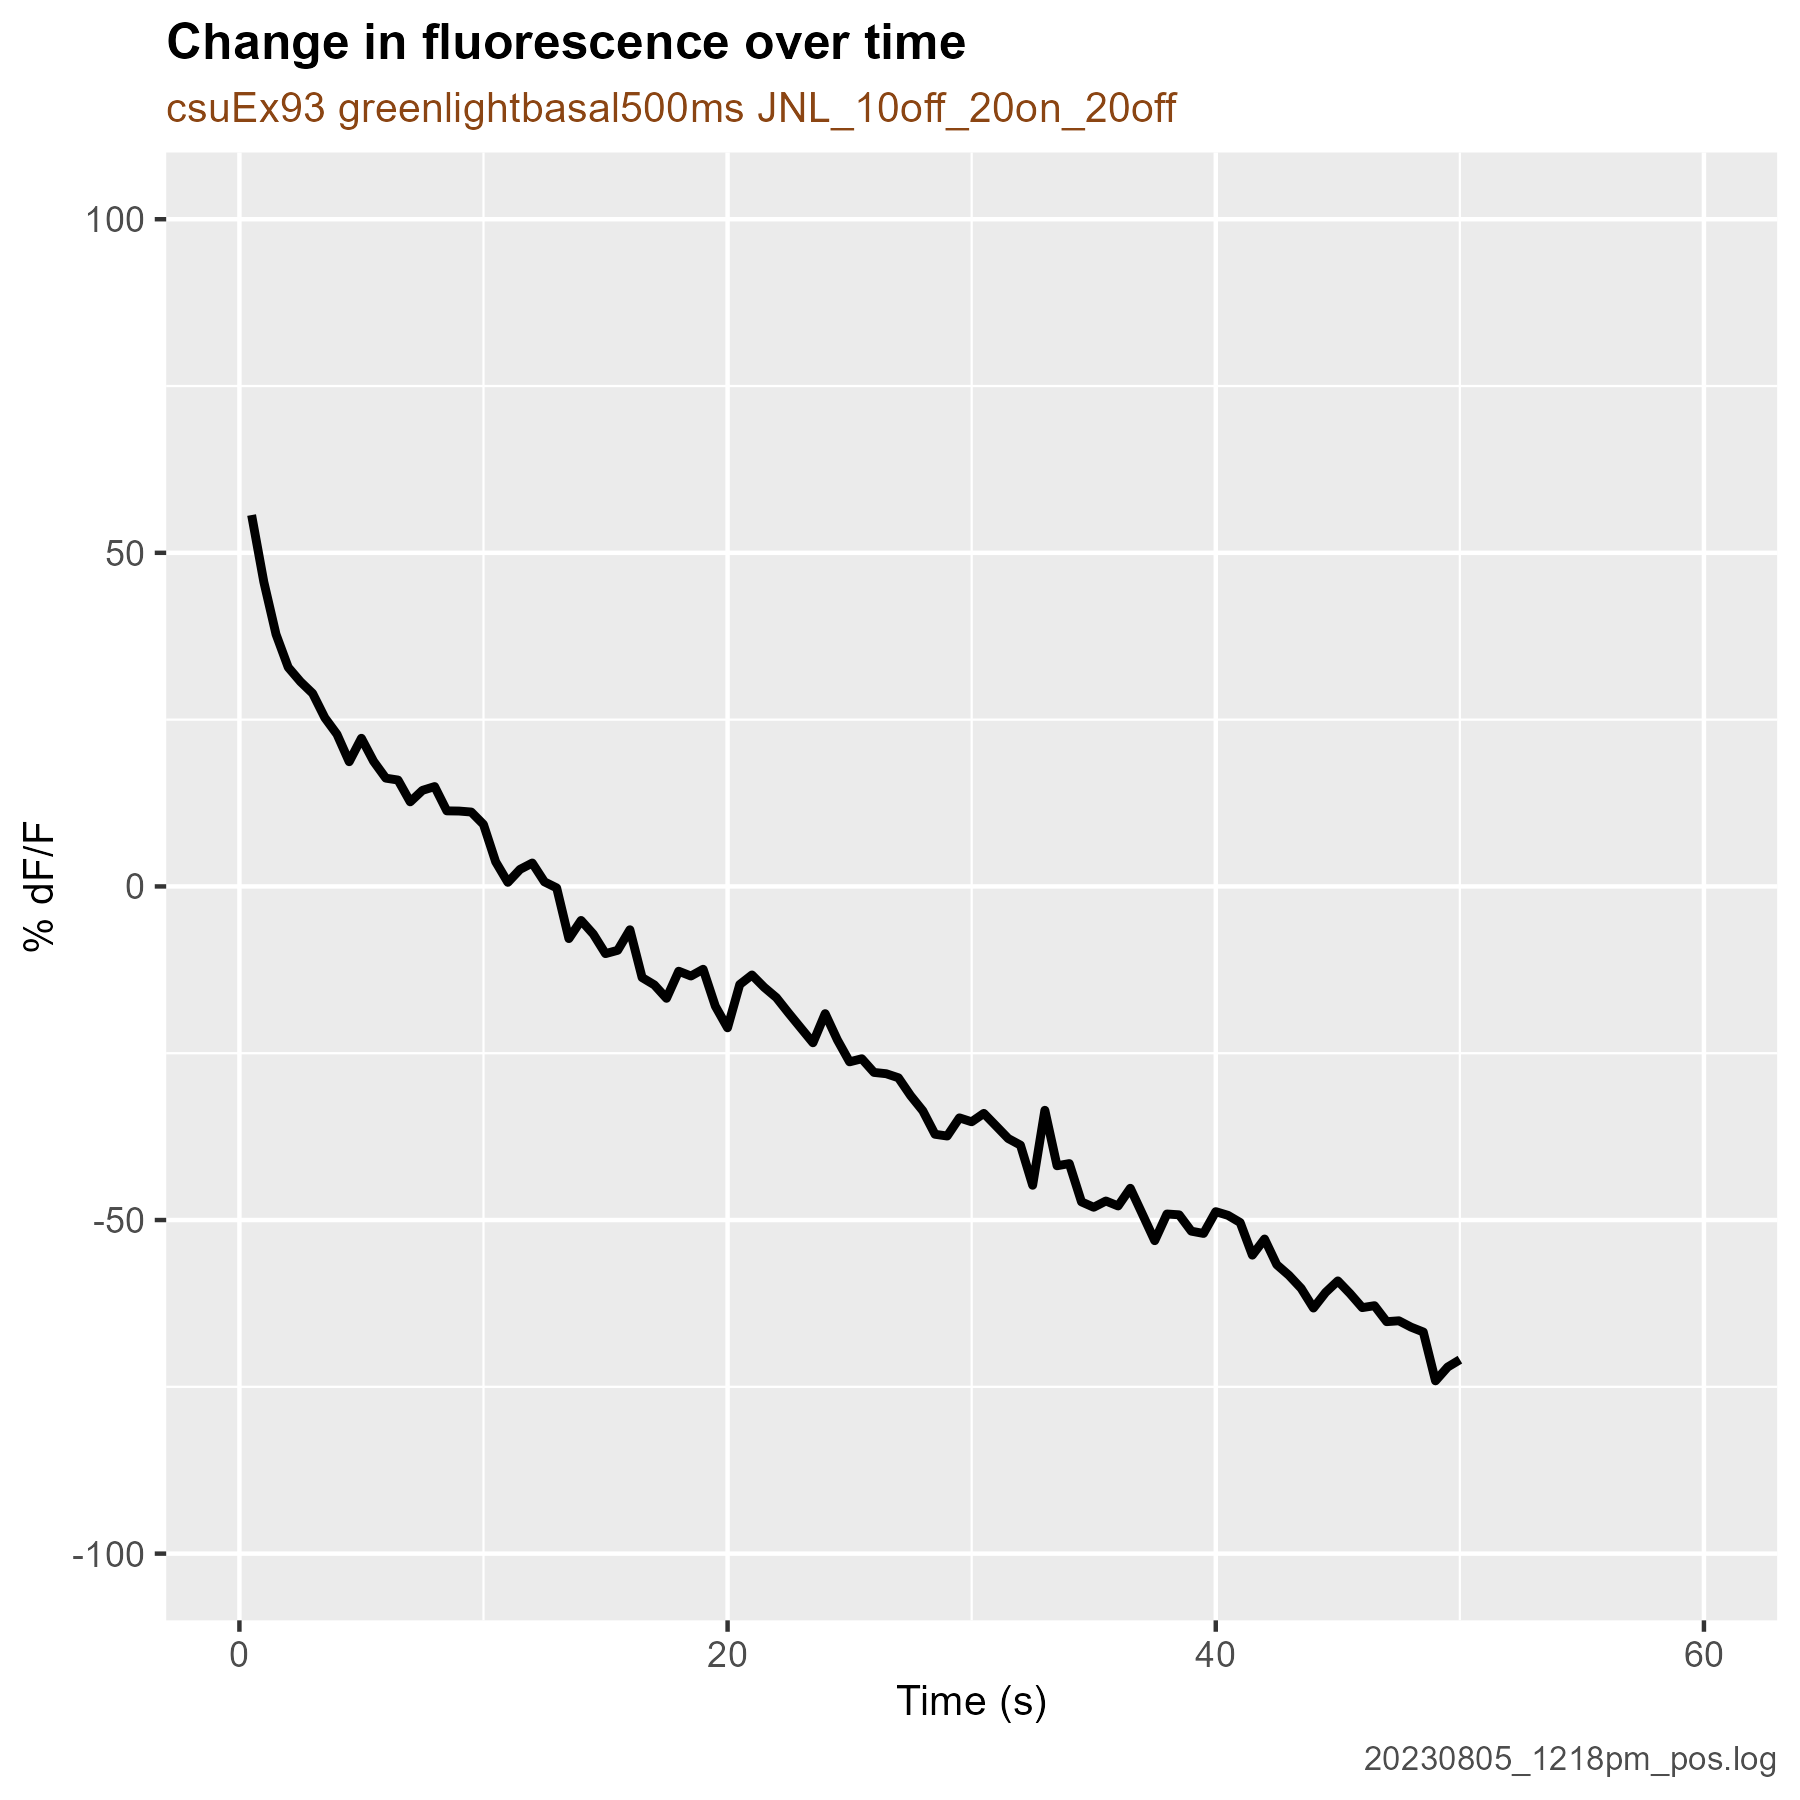 Change in fluorescence over time
csuEx93 greenlightbasal500ms JNL_10off_20on_20off
100
50
0
-50
-100
% dF/F
0 20 40 60
Time (s)
20230805_1218pm_pos.log